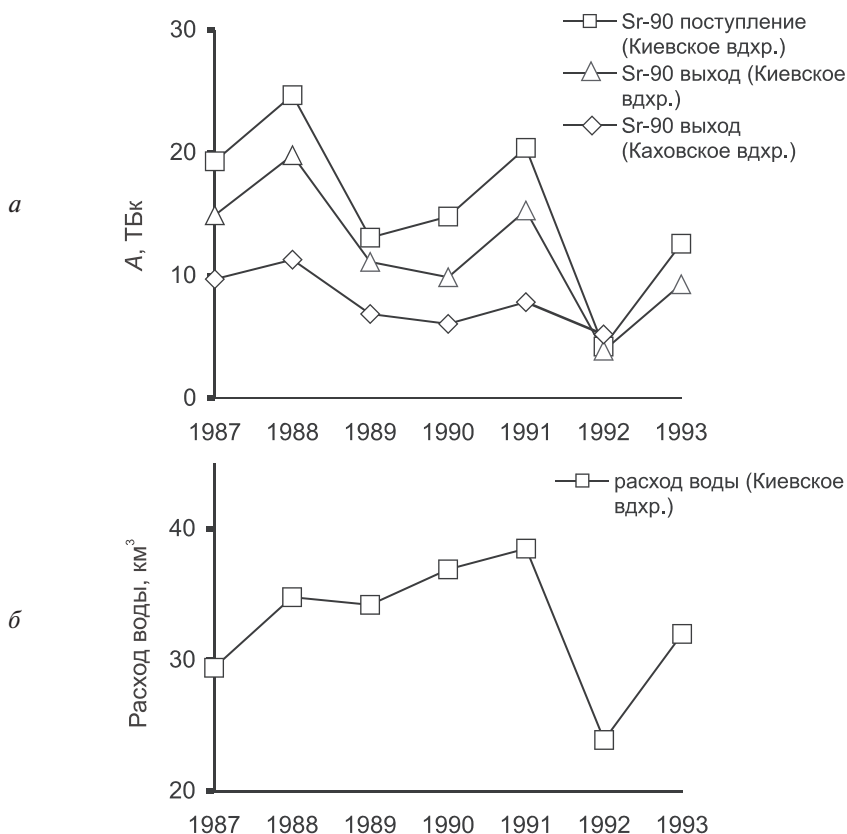 а
A, ТБк
30
20
10
0
1987 1988 1989 1990 1991 1992 1993
Sr-90 поступление
(Киевское вдхр.)
Sr-90 выход (Киевское
вдхр.)
Sr-90 выход
(Каховское вдхр.)
б
Расход воды, км³
40
30
20
1987 1988 1989 1990 1991 1992 1993
расход воды (Киевское
вдхр.)